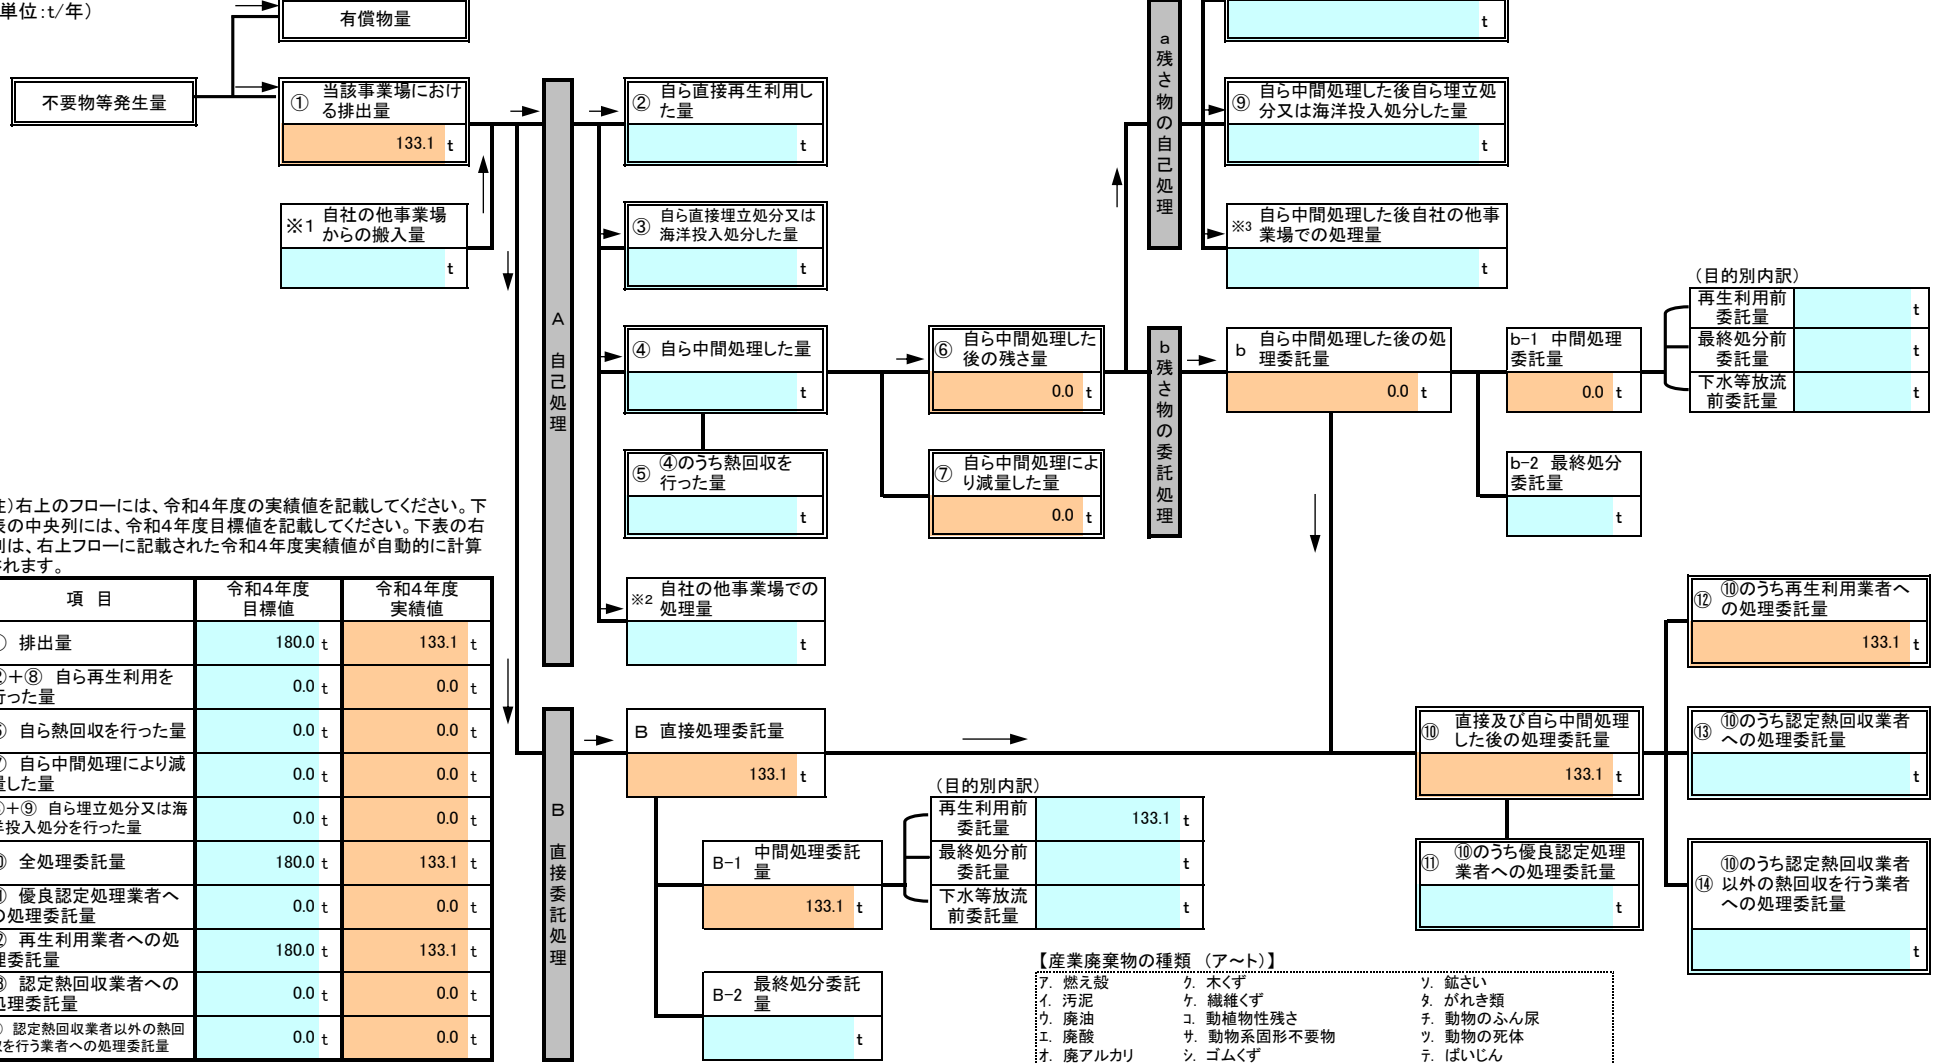 単位:t/年)
有償物量
不要物等発生量
① 当該事業場におけ
る排出量
133.1 t
※1 自社の他事業場
からの搬入量
t
A 自己処理
② 自ら直接再生利用し
た量
t
③ 自ら直接埋立処分又は
海洋投入処分した量
t
④ 自ら中間処理した量
t
⑤ ④のうち熱回収を
行った量
t
※2 自社の他事業場での
処理量
t
⑥ 自ら中間処理した
後の残さ量
0.0 t
⑦ 自ら中間処理によ
り減量した量
0.0 t
a残さ物の自己処理
t
⑨ 自ら中間処理した後自ら埋立処
分又は海洋投入処分した量
t
※3 自ら中間処理した後自社の他事
業場での処理量
t
b残さ物の委託処理
b 自ら中間処理した後の処
理委託量
0.0 t
b-1 中間処理
委託量
0.0 t
b-2 最終処分
委託量
t
(目的別内訳)
再生利用前
委託量
t
最終処分前
委託量
t
下水等放流
前委託量
t
)右上のフローには、令和4年度の実績値を記載してください。下
の中央列には、令和4年度目標値を記載してください。下表の右
は、右上フローに記載された令和4年度実績値が自動的に計算
れます。
項 目 令和4年度
目標値 令和4年度
実績値
排出量 180.0 t 133.1 t
+⑧ 自ら再生利用を
った量 0.0 t 0.0 t
自ら熱回収を行った量 0.0 t 0.0 t
自ら中間処理により減
した量 0.0 t 0.0 t
+⑨ 自ら埋立処分又は海
投入処分を行った量 0.0 t 0.0 t
全処理委託量 180.0 t 133.1 t
優良認定処理業者へ
の処理委託量 0.0 t 0.0 t
再生利用業者への処
理委託量 180.0 t 133.1 t
認定熱回収業者への
処理委託量 0.0 t 0.0 t
認定熱回収業者以外の熱回
収を行う業者への処理委託量 0.0 t 0.0 t
B 直接委託処理
B 直接処理委託量
133.1 t
B-1 中間処理委託
量
133.1 t
B-2 最終処分委託
量
t
(目的別内訳)
再生利用前
委託量
133.1 t
最終処分前
委託量
t
下水等放流
前委託量
t
⑩ 直接及び自ら中間処理
した後の処理委託量
133.1 t
⑪ ⑩のうち優良認定処理
業者への処理委託量
t
⑫ ⑩のうち再生利用業者へ
の処理委託量
133.1 t
⑬ ⑩のうち認定熱回収業者
への処理委託量
t
⑭ ⑩のうち認定熱回収業者
以外の熱回収を行う業者
への処理委託量
t
【産業廃棄物の種類 (ア~ト)】
ア. 燃え殻 ク. 木くず ソ. 鉱さい
イ. 汚泥 ケ. 繊維くず タ. がれき類
ウ. 廃油 コ. 動植物性残さ チ. 動物のふん尿
エ. 廃酸 サ. 動物系固形不要物 ツ. 動物の死体
オ. 廃アルカリ シ. ゴムくず テ. ばいじん